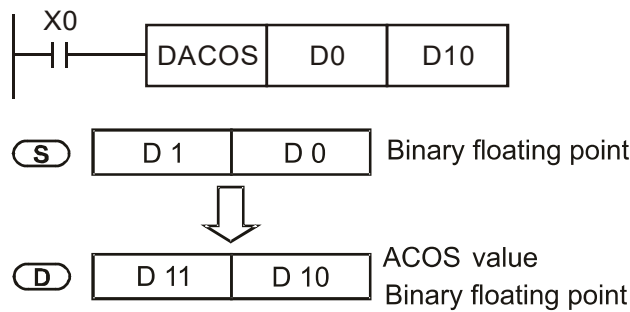 X0
DACOS D0 D10
S D 1 D 0 Binary floating point
D D 11 D 10 ACOS value
Binary floating point